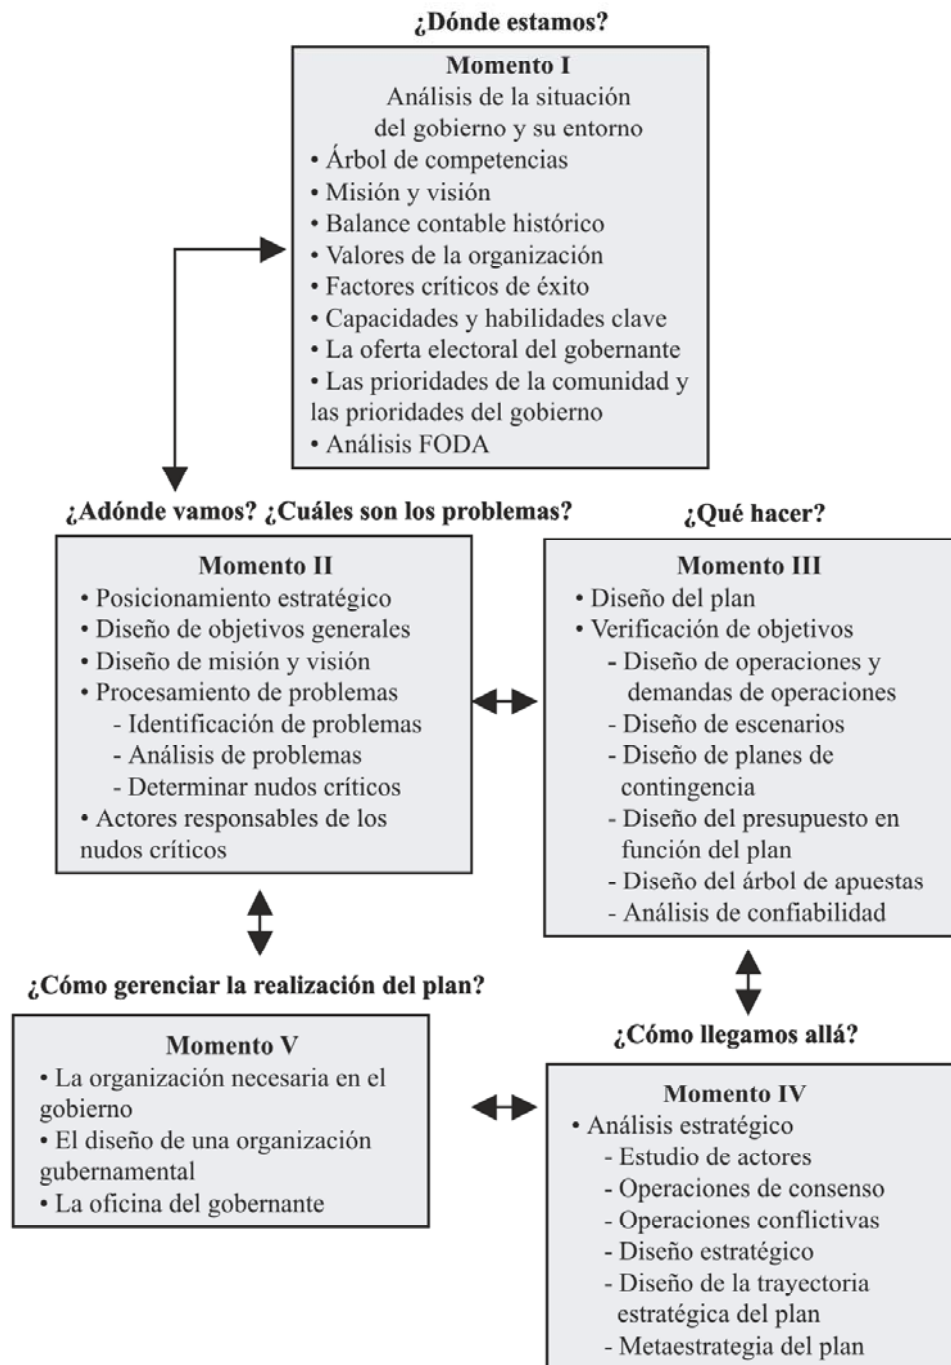 ¿Dónde estamos?
Momento I
Análisis de la situación
del gobierno y su entorno
• Árbol de competencias
• Misión y visión
• Balance contable histórico
• Valores de la organización
• Factores críticos de éxito
• Capacidades y habilidades clave
• La oferta electoral del gobernante
• Las prioridades de la comunidad y
las prioridades del gobierno
• Análisis FODA
¿Adónde vamos? ¿Cuáles son los problemas?
Momento II
• Posicionamiento estratégico
• Diseño de objetivos generales
• Diseño de misión y visión
• Procesamiento de problemas
- Identificación de problemas
- Análisis de problemas
- Determinar nudos críticos
• Actores responsables de los
nudos críticos
¿Qué hacer?
Momento III
• Diseño del plan
• Verificación de objetivos
- Diseño de operaciones y
demandas de operaciones
- Diseño de escenarios
- Diseño de planes de
contingencia
- Diseño del presupuesto en
función del plan
- Diseño del árbol de apuestas
- Análisis de confiabilidad
¿Cómo llegamos allá?
Momento IV
• Análisis estratégico
- Estudio de actores
- Operaciones de consenso
- Operaciones conflictivas
- Diseño estratégico
- Diseño de la trayectoria
estratégica del plan
- Metaestrategia del plan
¿Cómo gerenciar la realización del plan?
Momento V
• La organización necesaria en el
gobierno
• El diseño de una organización
gubernamental
• La oficina del gobernante